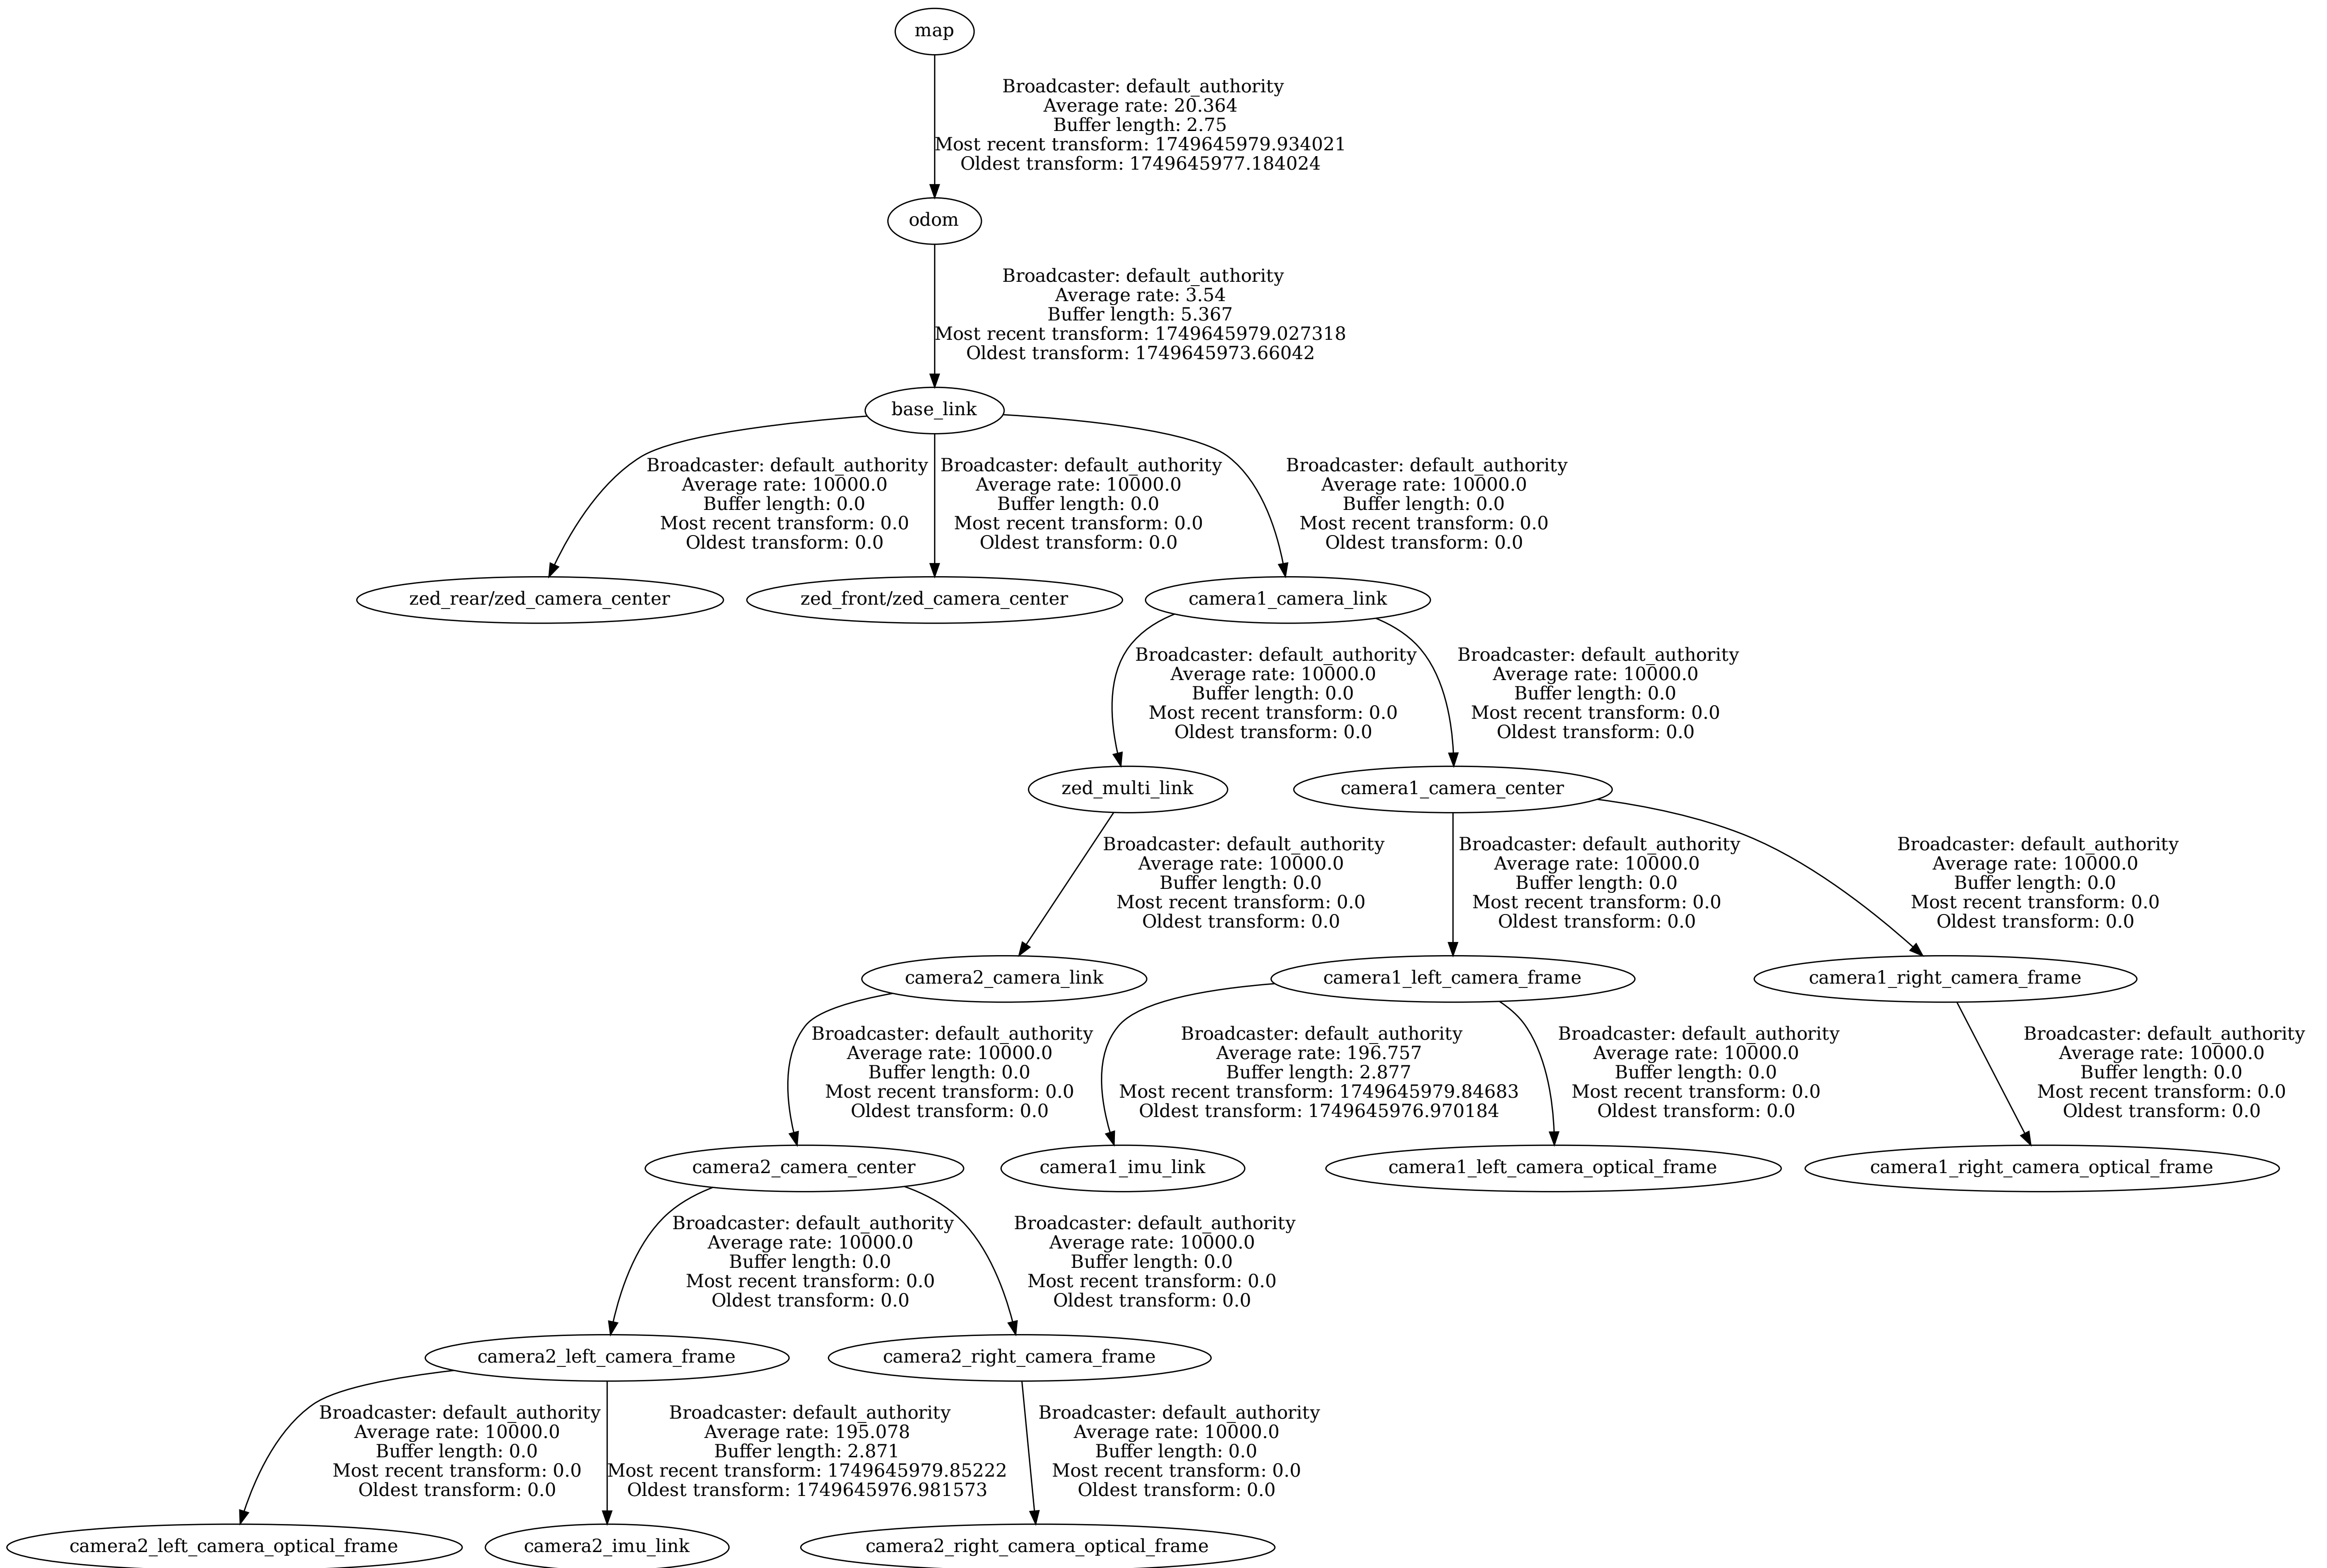 map
Broadcaster: default_authority
Average rate: 20.364
Buffer length: 2.75
Most recent transform: 1749645979.934021
Oldest transform: 1749645977.184024
odom
Broadcaster: default_authority
Average rate: 3.54
Buffer length: 5.367
Most recent transform: 1749645979.027318
Oldest transform: 1749645973.66042
base_link
Broadcaster: default_authority
Average rate: 10000.0
Buffer length: 0.0
Most recent transform: 0.0
Oldest transform: 0.0
Broadcaster: default_authority
Average rate: 10000.0
Buffer length: 0.0
Most recent transform: 0.0
Oldest transform: 0.0
Broadcaster: default_authority
Average rate: 10000.0
Buffer length: 0.0
Most recent transform: 0.0
Oldest transform: 0.0
zed_rear/zed_camera_center
zed_front/zed_camera_center
camera1_camera_link
Broadcaster: default_authority
Average rate: 10000.0
Buffer length: 0.0
Most recent transform: 0.0
Oldest transform: 0.0
Broadcaster: default_authority
Average rate: 10000.0
Buffer length: 0.0
Most recent transform: 0.0
Oldest transform: 0.0
zed_multi_link
camera1_camera_center
Broadcaster: default_authority
Average rate: 10000.0
Buffer length: 0.0
Most recent transform: 0.0
Oldest transform: 0.0
Broadcaster: default_authority
Average rate: 10000.0
Buffer length: 0.0
Most recent transform: 0.0
Oldest transform: 0.0
Broadcaster: default_authority
Average rate: 10000.0
Buffer length: 0.0
Most recent transform: 0.0
Oldest transform: 0.0
camera2_camera_link
camera1_left_camera_frame
camera1_right_camera_frame
Broadcaster: default_authority
Average rate: 10000.0
Buffer length: 0.0
Most recent transform: 0.0
Oldest transform: 0.0
Broadcaster: default_authority
Average rate: 196.757
Buffer length: 2.877
Most recent transform: 1749645979.84683
Oldest transform: 1749645976.970184
Broadcaster: default_authority
Average rate: 10000.0
Buffer length: 0.0
Most recent transform: 0.0
Oldest transform: 0.0
Broadcaster: default_authority
Average rate: 10000.0
Buffer length: 0.0
Most recent transform: 0.0
Oldest transform: 0.0
camera2_camera_center
camera1_imu_link
camera1_left_camera_optical_frame
camera1_right_camera_optical_frame
Broadcaster: default_authority
Average rate: 10000.0
Buffer length: 0.0
Most recent transform: 0.0
Oldest transform: 0.0
Broadcaster: default_authority
Average rate: 10000.0
Buffer length: 0.0
Most recent transform: 0.0
Oldest transform: 0.0
camera2_left_camera_frame
camera2_right_camera_frame
Broadcaster: default_authority
Average rate: 10000.0
Buffer length: 0.0
Most recent transform: 0.0
Oldest transform: 0.0
Broadcaster: default_authority
Average rate: 195.078
Buffer length: 2.871
Most recent transform: 1749645979.85222
Oldest transform: 1749645976.981573
Broadcaster: default_authority
Average rate: 10000.0
Buffer length: 0.0
Most recent transform: 0.0
Oldest transform: 0.0
camera2_left_camera_optical_frame
camera2_imu_link
camera2_right_camera_optical_frame